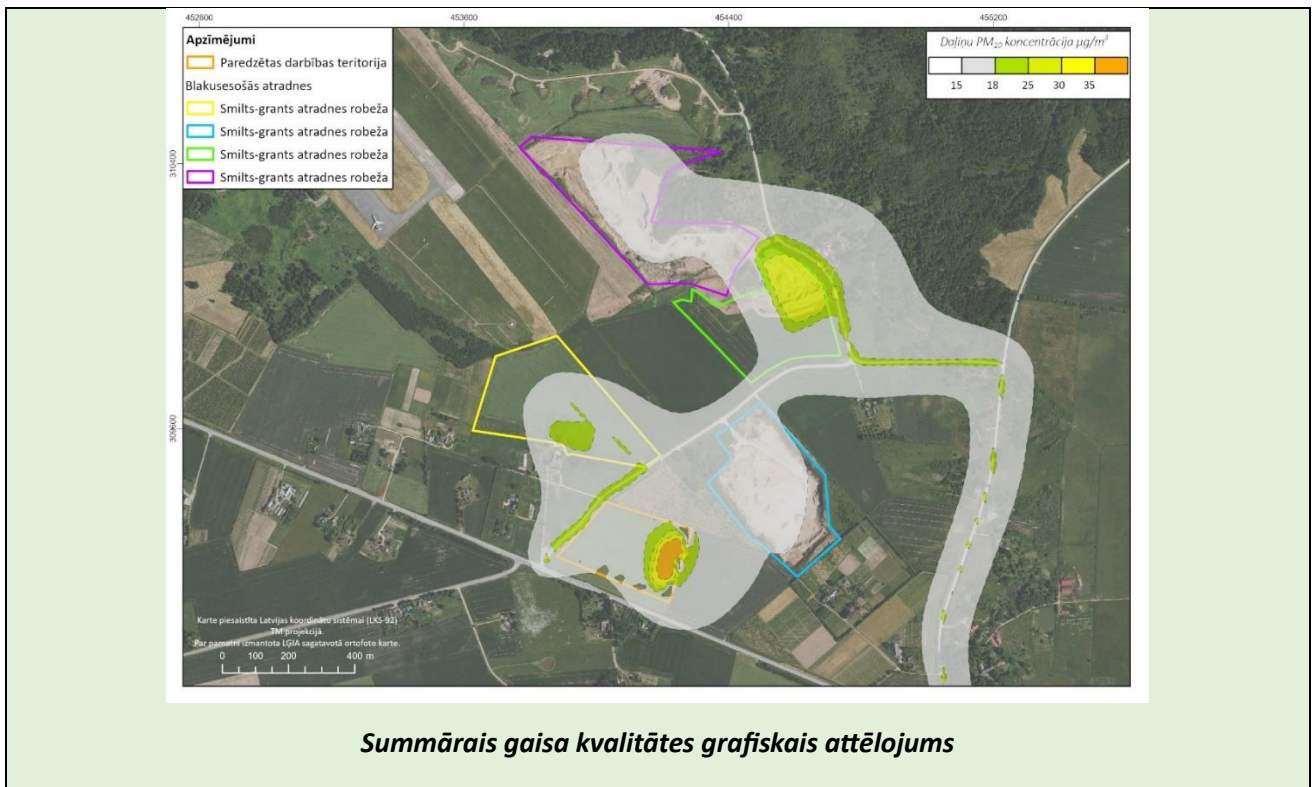 452800 453600 454400 455200
Apzīmējumi
Paredzētas darbības teritorija
Blakusesošās atradnes
Smilts-grants atradnes robeža
Smilts-grants atradnes robeža
Smilts-grants atradnes robeža
Smilts-grants atradnes robeža
Daļiņu PM₁₀ koncentrācija µg/m³
15 18 25 30 35
310400
309600
Karte piesaistīta Latvijas koordinātu sistēmai (LKS-92)
TM projekcijā.
Par pamatni izmantota LĢIA sagatavotā ortofoto karte.
0 100 200 400 m
Summārais gaisa kvalitātes grafiskais attēlojums